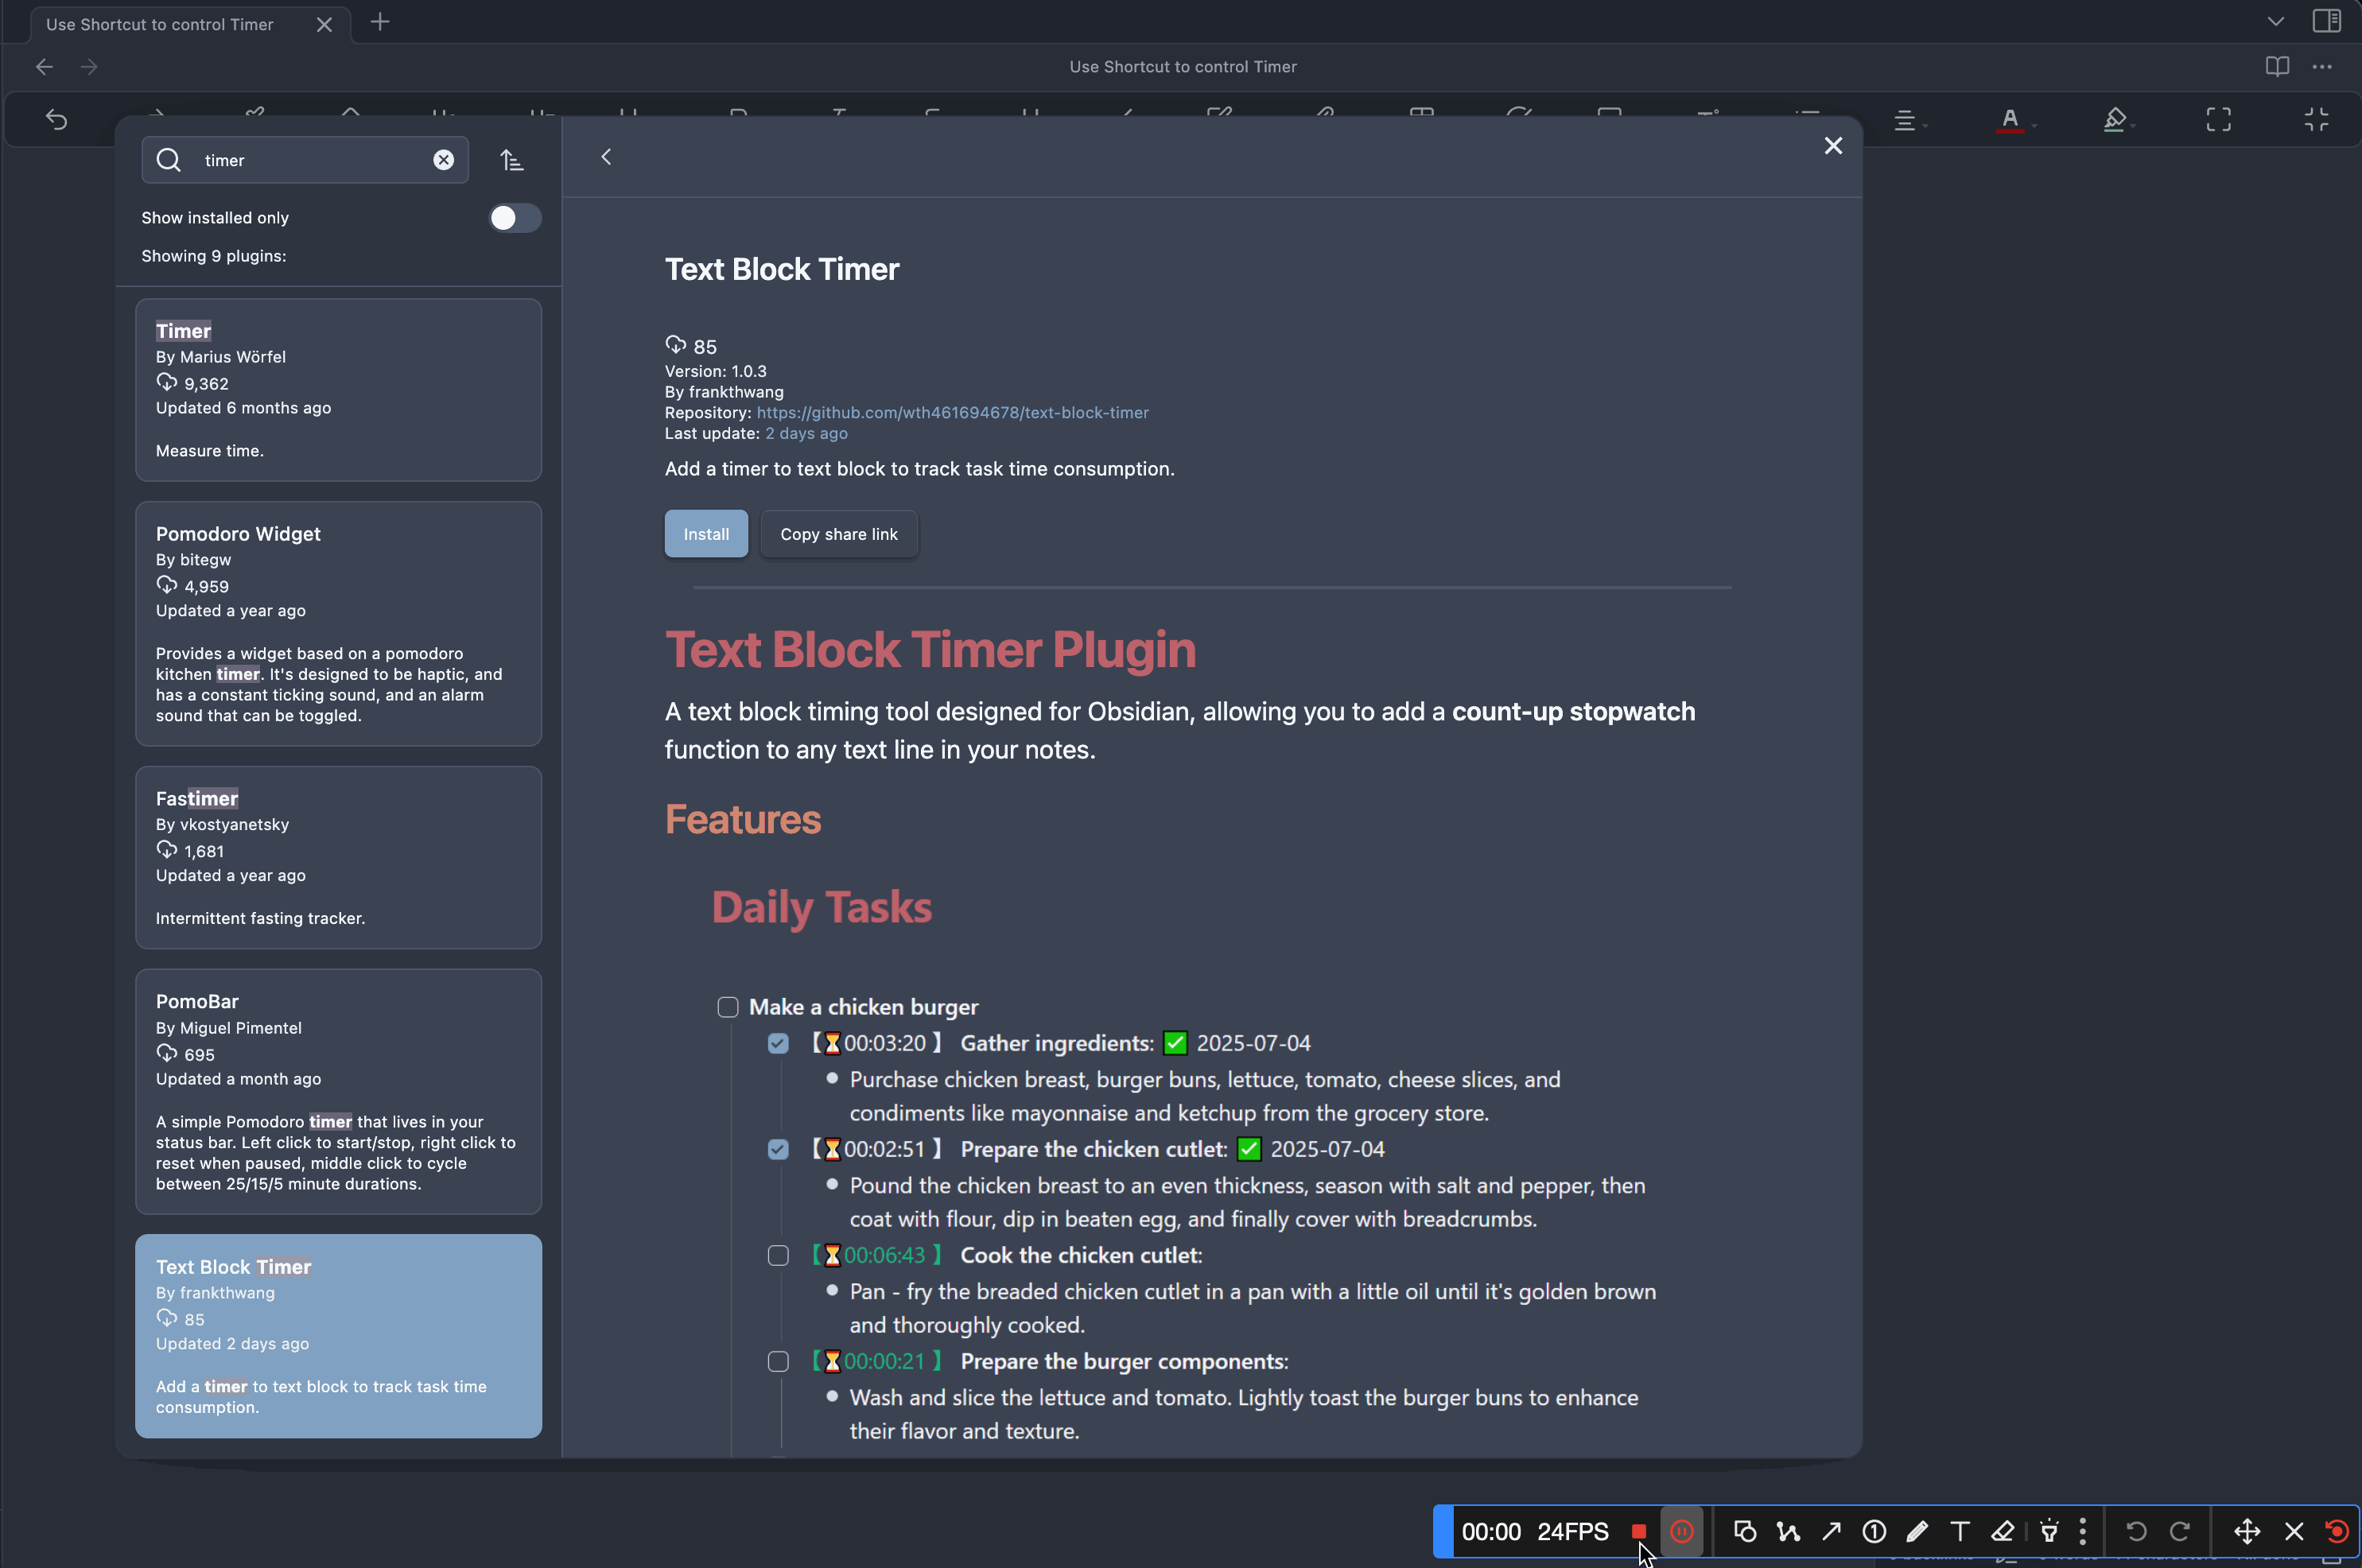 Use Shortcut to control Timer
Use Shortcut to control Timer
timer
Show installed only
Showing 9 plugins:
Timer
By Marius Wörfel
9,362
Updated 6 months ago
Measure time.
Pomodoro Widget
By bitegw
4,959
Updated a year ago
Provides a widget based on a pomodoro
kitchen timer. It's designed to be haptic, and
has a constant ticking sound, and an alarm
sound that can be toggled.
Fastimer
By vkostyanetsky
1,681
Updated a year ago
Intermittent fasting tracker.
PomoBar
By Miguel Pimentel
695
Updated a month ago
A simple Pomodoro timer that lives in your
status bar. Left click to start/stop, right click to
reset when paused, middle click to cycle
between 25/15/5 minute durations.
Text Block Timer
By frankthwang
85
Updated 2 days ago
Add a timer to text block to track task time
consumption.
Text Block Timer
85
Version: 1.0.3
By frankthwang
Repository: https://github.com/wth461694678/text-block-timer
Last update: 2 days ago
Add a timer to text block to track task time consumption.
Install
Copy share link
Text Block Timer Plugin
A text block timing tool designed for Obsidian, allowing you to add a count-up stopwatch
function to any text line in your notes.
Features
Daily Tasks
Make a chicken burger
【⏳00:03:20 】 Gather ingredients: ✅ 2025-07-04
Purchase chicken breast, burger buns, lettuce, tomato, cheese slices, and
condiments like mayonnaise and ketchup from the grocery store.
【⏳00:02:51 】 Prepare the chicken cutlet: ✅ 2025-07-04
Pound the chicken breast to an even thickness, season with salt and pepper, then
coat with flour, dip in beaten egg, and finally cover with breadcrumbs.
【⏳00:06:43 】 Cook the chicken cutlet:
Pan - fry the breaded chicken cutlet in a pan with a little oil until it's golden brown
and thoroughly cooked.
【⏳00:00:21 】 Prepare the burger components:
Wash and slice the lettuce and tomato. Lightly toast the burger buns to enhance
their flavor and texture.
00:00 24FPS